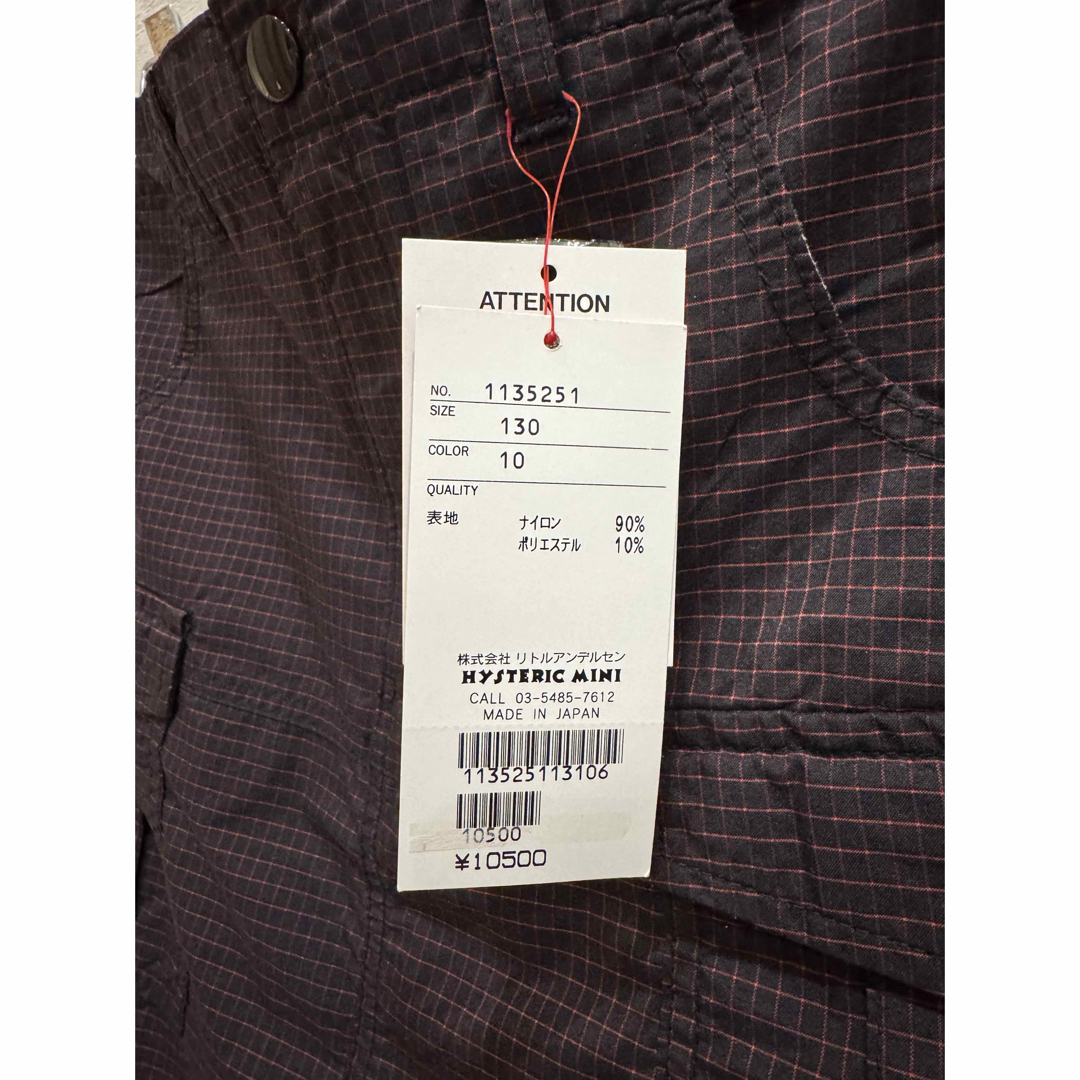 ATTENTION
NO. 1135251
SIZE 130
COLOR 10
QUALITY
表地 ナイロン 90%
ポリエステル 10%
株式会社 リトルアンデルセン
HYSTERIC MINI
CALL 03-5485-7612
MADE IN JAPAN
113525113106
10500
¥10500